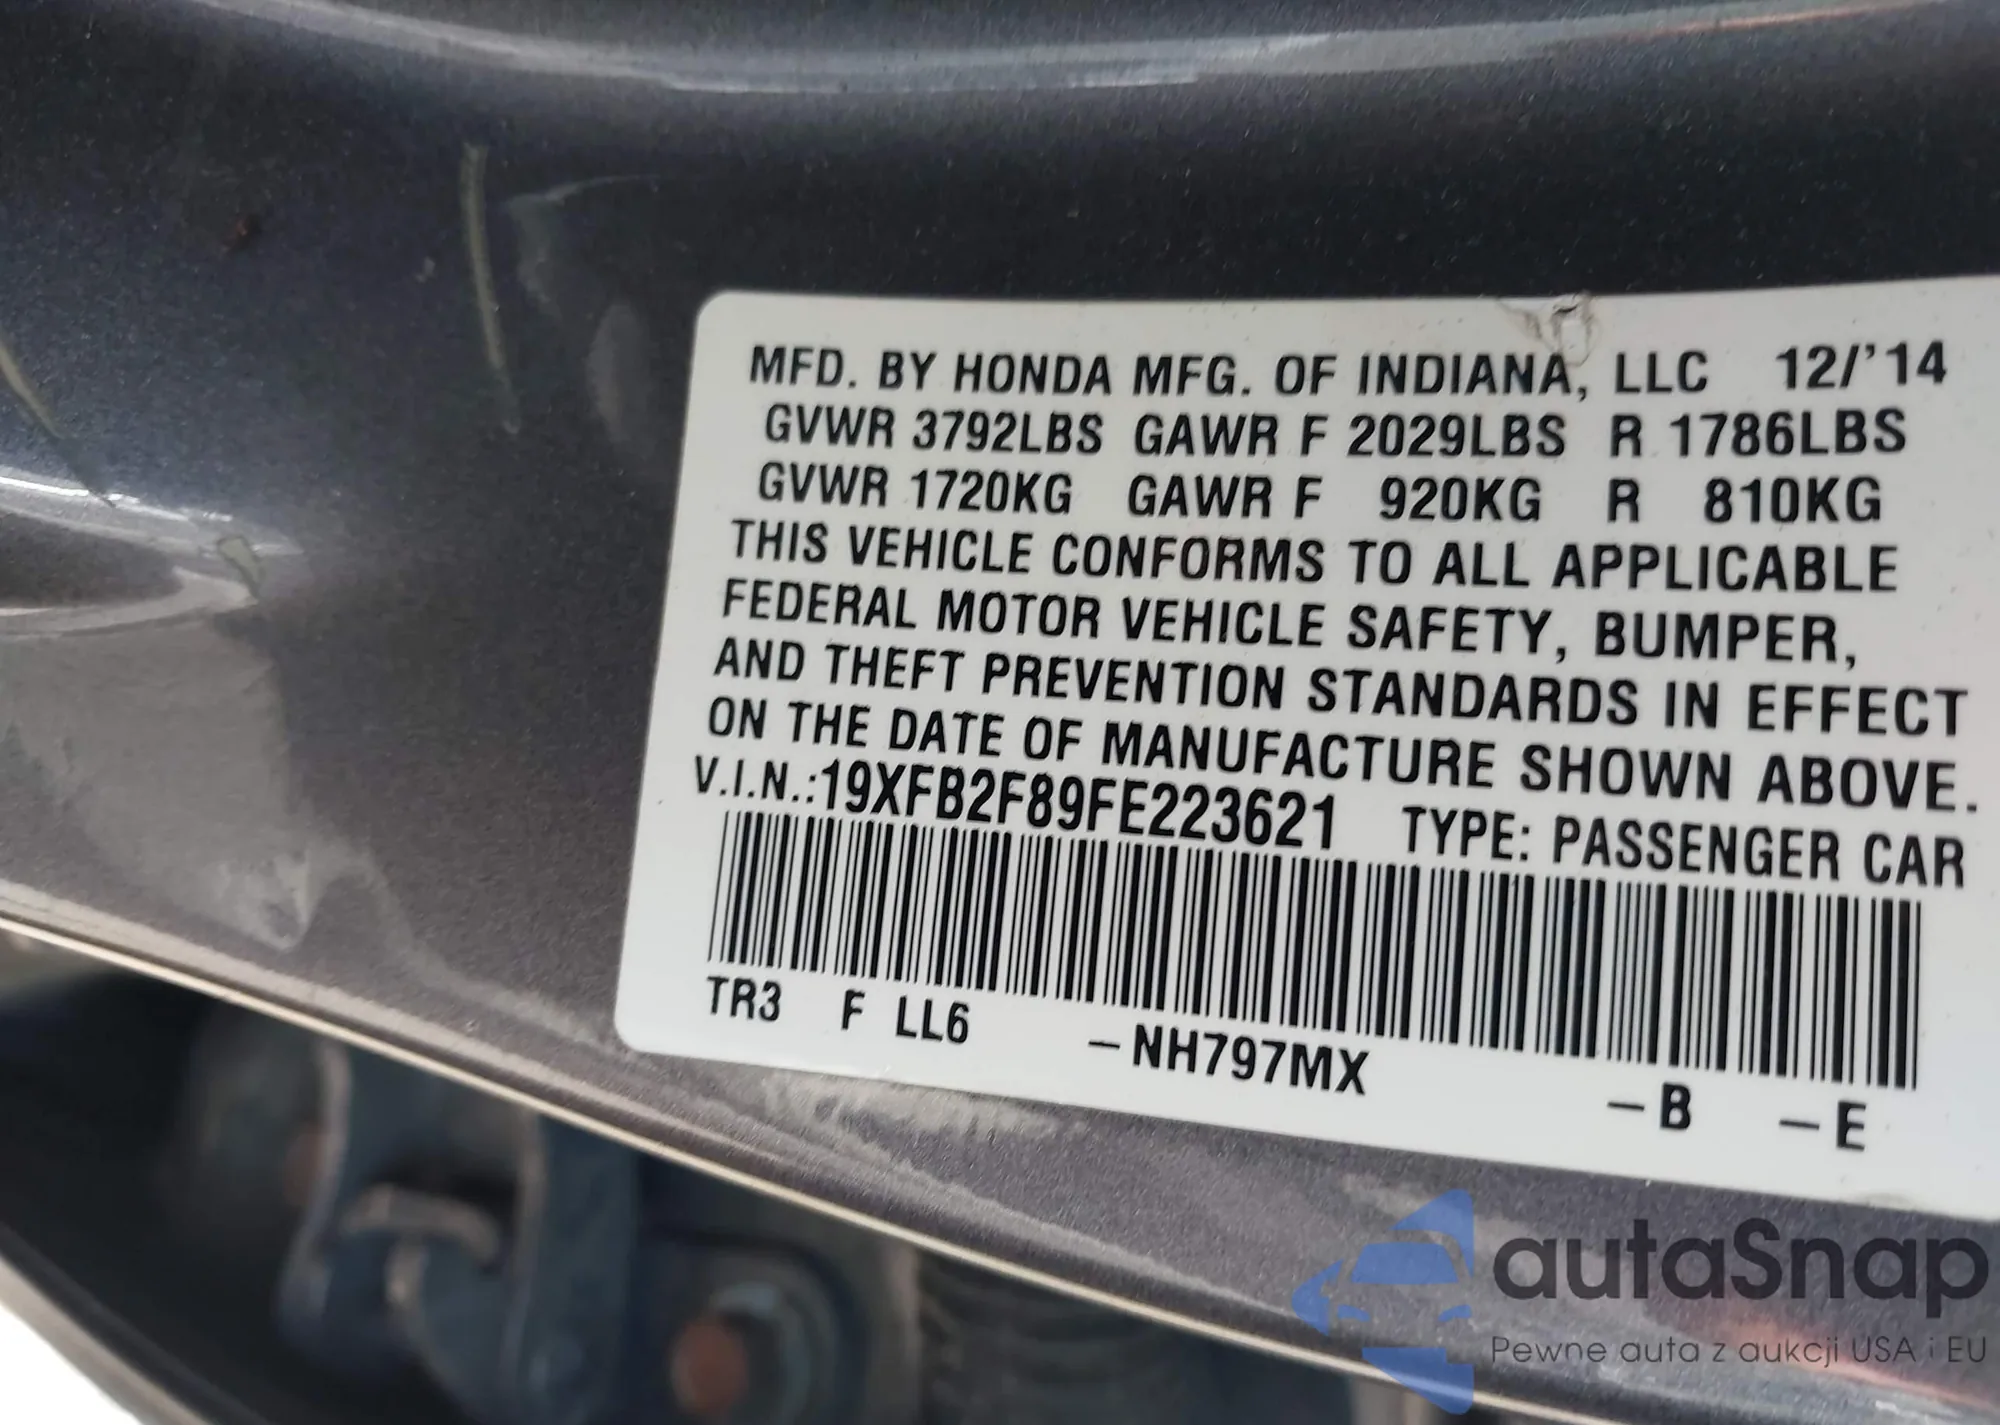 MFD. BY HONDA MFG. OF INDIANA, LLC 12/'14
GVWR 3792LBS GAWR F 2029LBS R 1786LBS
GVWR 1720KG GAWR F 920KG R 810KG
THIS VEHICLE CONFORMS TO ALL APPLICABLE
FEDERAL MOTOR VEHICLE SAFETY, BUMPER,
AND THEFT PREVENTION STANDARDS IN EFFECT
ON THE DATE OF MANUFACTURE SHOWN ABOVE.
V.I.N.:19XFB2F89FE223621 TYPE: PASSENGER CAR
TR3 F LL6 –NH797MX –B –E
autaSnap
Pewne auta z aukcji USA i EU